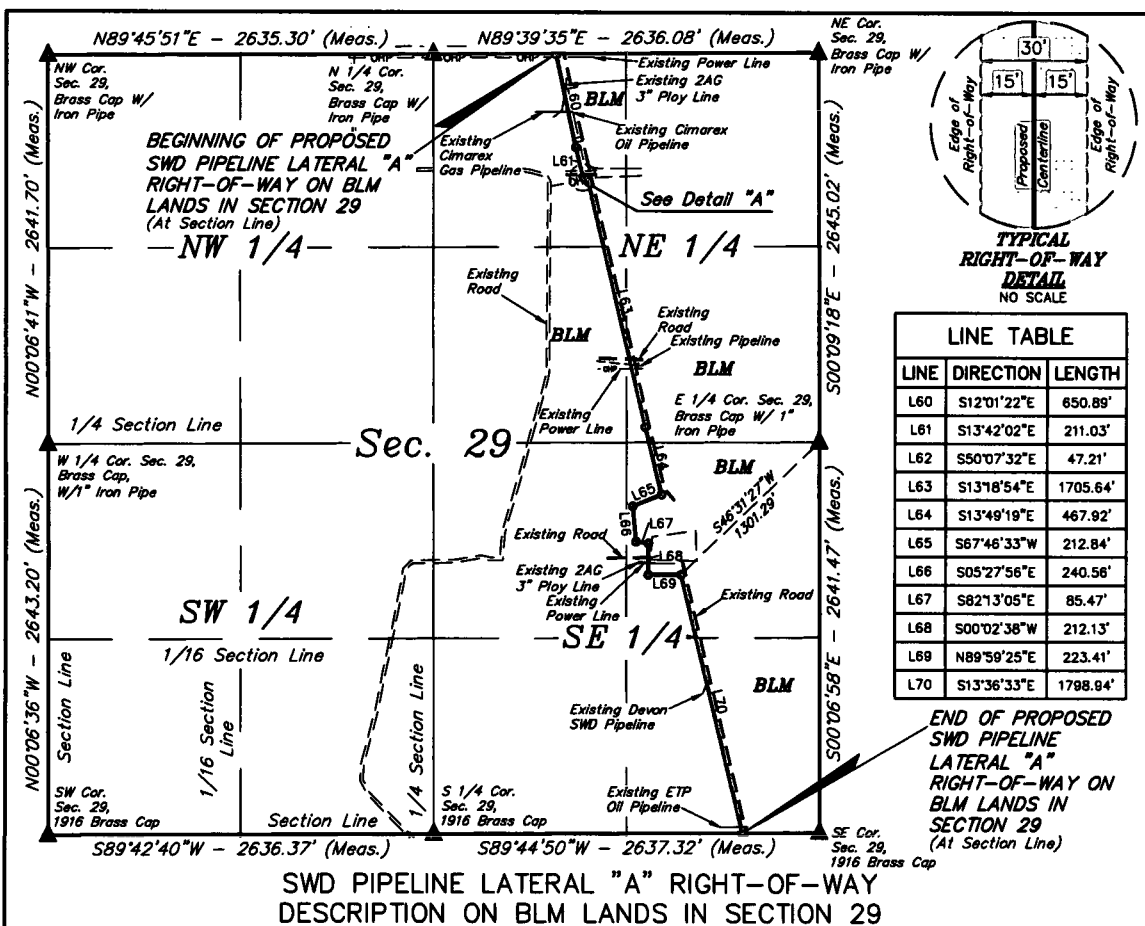 N89°45'51"E - 2635.30' (Meas.)
N89°39'35"E - 2636.08' (Meas.)
NE Cor.
Sec. 29,
Brass Cap W/
Iron Pipe
NW Cor.
Sec. 29,
Brass Cap W/
Iron Pipe
N 1/4 Cor.
Sec. 29,
Brass Cap W/
Iron Pipe
OHP
OHP
Existing Power Line
Existing 2AG
3" Ploy Line
BLM
L60
Existing Cimarex
Oil Pipeline
Existing
Cimarex
Gas Pipeline
L61
See Detail "A"
BEGINNING OF PROPOSED
SWD PIPELINE LATERAL "A"
RIGHT-OF-WAY ON BLM
LANDS IN SECTION 29
(At Section Line)
30'
15'
15'
Edge of
Right-of-Way
Proposed
Centerline
Edge of
Right-of-Way
TYPICAL
RIGHT-OF-WAY
DETAIL
NO SCALE
N00°06'41"W - 2641.70' (Meas.)
S00°09'18"E - 2645.02' (Meas.)
NW 1/4
NE 1/4
Existing
Road
BLM
L63
Existing
Road
Existing Pipeline
OHP
BLM
Existing
Power Line
E 1/4 Cor. Sec. 29,
Brass Cap W/ 1"
Iron Pipe
1/4 Section Line
Sec. 29
W 1/4 Cor. Sec. 29,
Brass Cap,
W/1" Iron Pipe
L64
BLM
L65
S46°31'27"W
1301.29'
L66
L67
Existing Road
L68
Existing 2AG
3" Ploy Line
L69
Existing
Power Line
Existing Road
N00°06'36"W - 2643.20' (Meas.)
S00°06'58"E - 2641.47' (Meas.)
SW 1/4
SE 1/4
1/16 Section Line
BLM
Section Line
1/16 Section
Line
1/4 Section Line
Existing Devon
SWD Pipeline
L70
Existing ETP
Oil Pipeline
SW Cor.
Sec. 29,
1916 Brass Cap
Section Line
S 1/4 Cor.
Sec. 29,
1916 Brass Cap
SE Cor.
Sec. 29,
1916 Brass Cap
S89°42'40"W - 2636.37' (Meas.)
S89°44'50"W - 2637.32' (Meas.)
LINE TABLE
LINE DIRECTION LENGTH
L60 S12°01'22"E 650.89'
L61 S13°42'02"E 211.03'
L62 S50°07'32"E 47.21'
L63 S13°18'54"E 1705.64'
L64 S13°49'19"E 467.92'
L65 S67°46'33"W 212.84'
L66 S05°27'56"E 240.56'
L67 S82°13'05"E 85.47'
L68 S00°02'38"W 212.13'
L69 N89°59'25"E 223.41'
L70 S13°36'33"E 1798.94'
END OF PROPOSED
SWD PIPELINE
LATERAL "A"
RIGHT-OF-WAY ON
BLM LANDS IN
SECTION 29
(At Section Line)
SWD PIPELINE LATERAL "A" RIGHT-OF-WAY
DESCRIPTION ON BLM LANDS IN SECTION 29